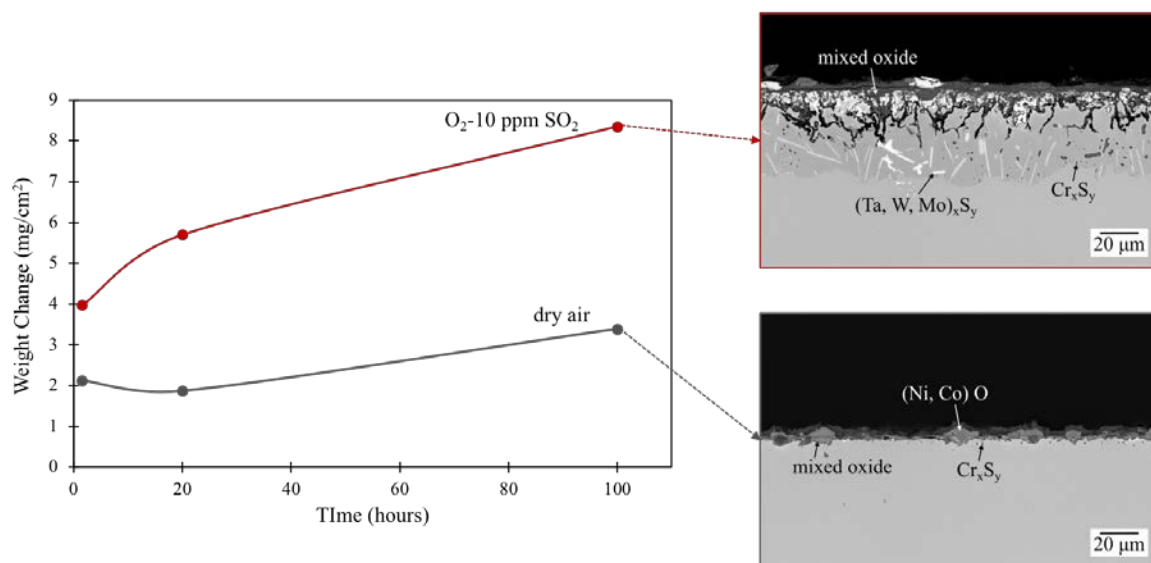 Weight Change (mg/cm²)
9
8
7
6
5
4
3
2
1
0
0 20 40 60 80 100
TIme (hours)
O₂-10 ppm SO₂
dry air
mixed oxide
CrₓSᵧ
(Ta, W, Mo)ₓSᵧ
20 μm
(Ni, Co) O
mixed oxide
CrₓSᵧ
20 μm